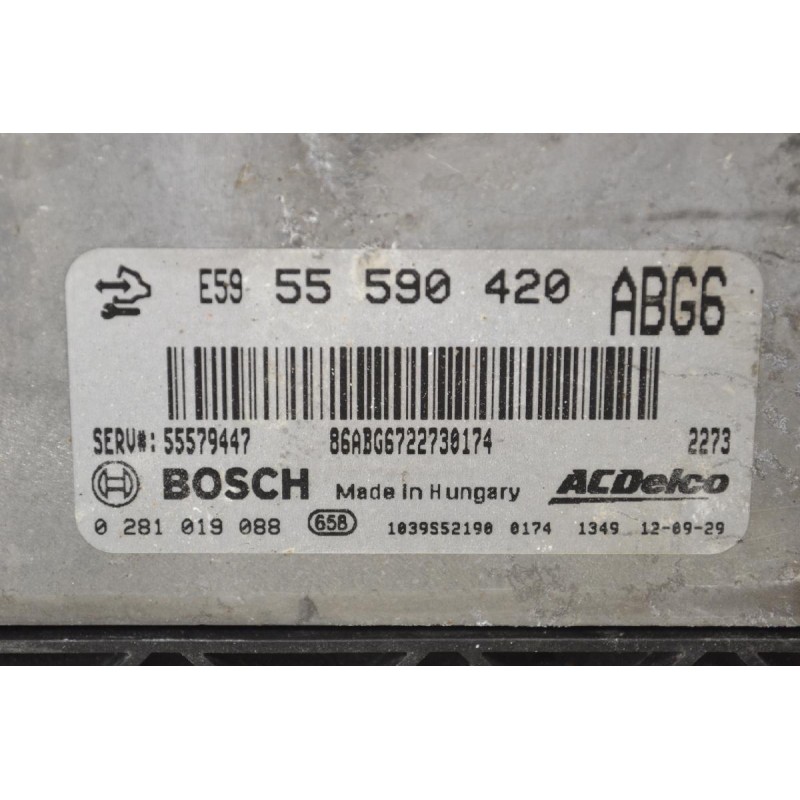 E59 55 590 420 ABG6
SERV#: 55579447 86ABG6722730174 2273
BOSCH Made in Hungary ACDelco
0 281 019 088 658 1039S52190 0174 1349 12-09-29